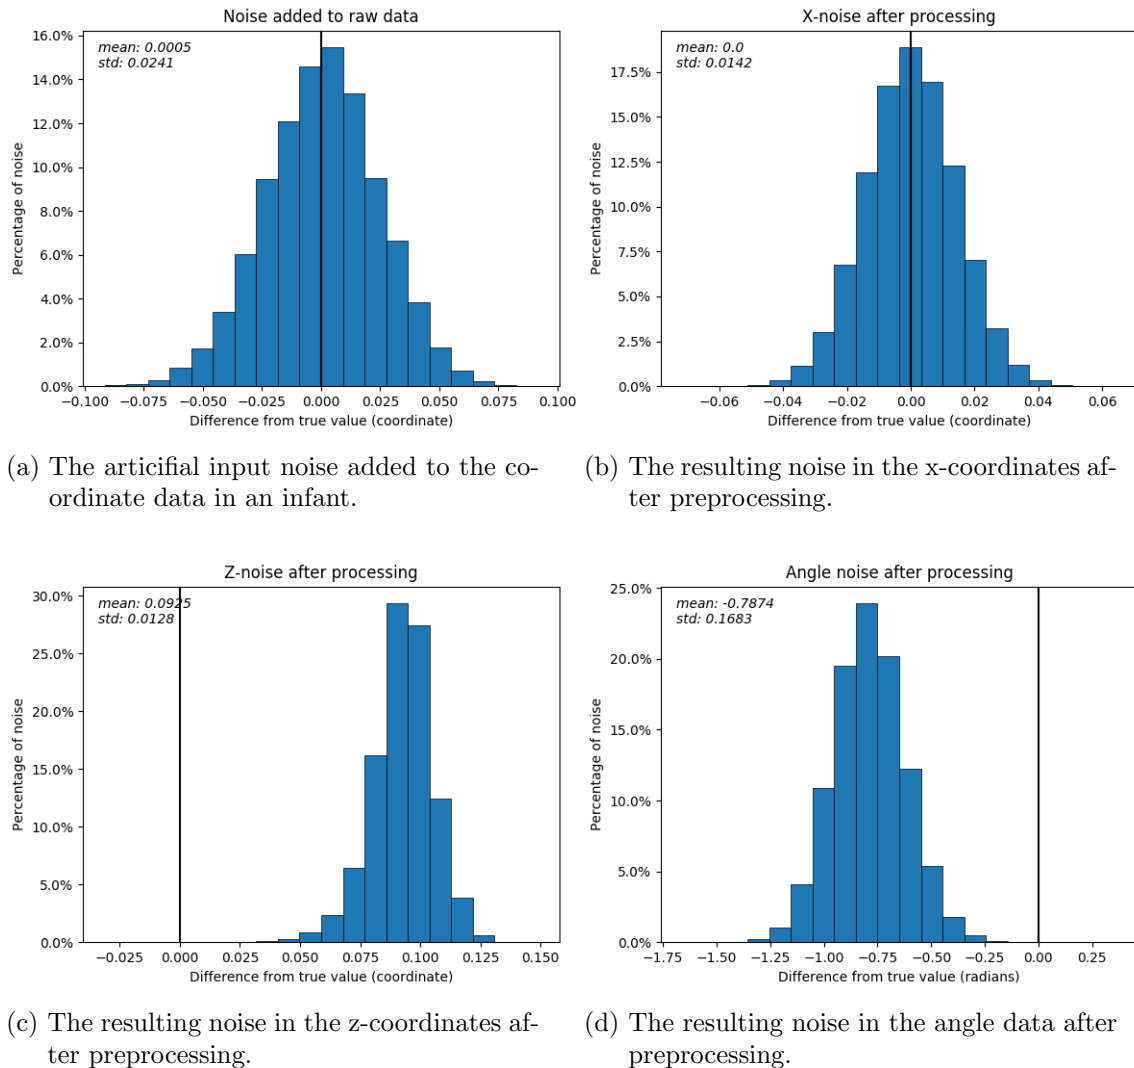 Noise added to raw data
mean: 0.0005
std: 0.0241
16.0%
14.0%
12.0%
10.0%
8.0%
6.0%
4.0%
2.0%
0.0%
Percentage of noise
−0.100 −0.075 −0.050 −0.025 0.000 0.025 0.050 0.075 0.100
Difference from true value (coordinate)
(a) The articifial input noise added to the co-
ordinate data in an infant.
X-noise after processing
mean: 0.0
std: 0.0142
17.5%
15.0%
12.5%
10.0%
7.5%
5.0%
2.5%
0.0%
Percentage of noise
−0.06 −0.04 −0.02 0.00 0.02 0.04 0.06
Difference from true value (coordinate)
(b) The resulting noise in the x-coordinates af-
ter preprocessing.
Z-noise after processing
mean: 0.0925
std: 0.0128
30.0%
25.0%
20.0%
15.0%
10.0%
5.0%
0.0%
Percentage of noise
−0.025 0.000 0.025 0.050 0.075 0.100 0.125 0.150
Difference from true value (coordinate)
(c) The resulting noise in the z-coordinates af-
ter preprocessing.
Angle noise after processing
mean: -0.7874
std: 0.1683
25.0%
20.0%
15.0%
10.0%
5.0%
0.0%
Percentage of noise
−1.75 −1.50 −1.25 −1.00 −0.75 −0.50 −0.25 0.00 0.25
Difference from true value (radians)
(d) The resulting noise in the angle data after
preprocessing.